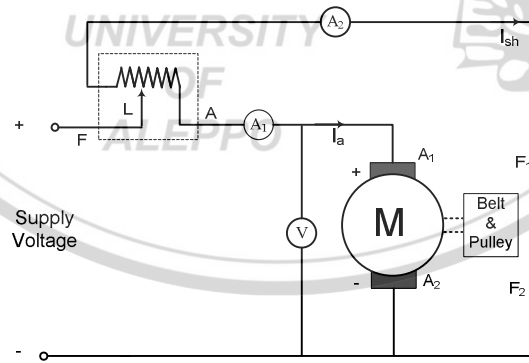 UNIVERSITY
OF
ALEPPO
A2
Ish
L
A
F
+
A1
Ia
A1
+
M
V
Belt
&
Pulley
F1
Supply
Voltage
-
A2
F2
-